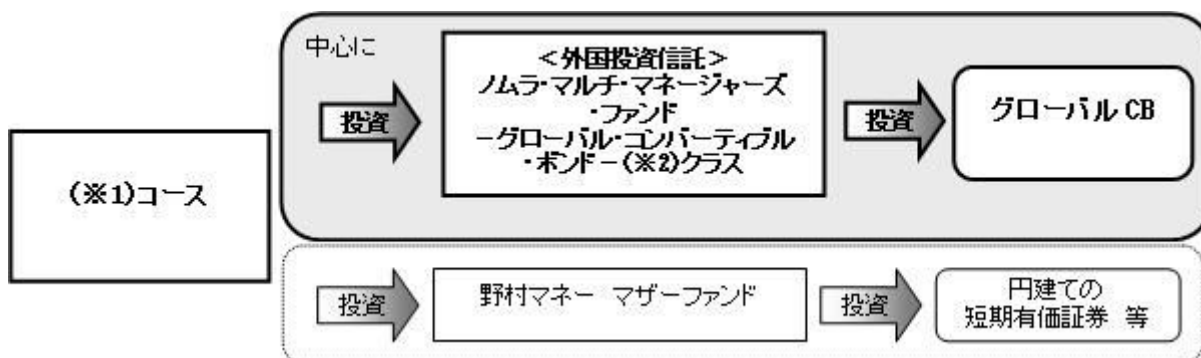 中心に
(※1)コース
投資
＜外国投資信託＞
ノムラ・マルチ・マネージャーズ
・ファンド
－グローバル・コンバーティブル
・ボンド－(※2)クラス
投資
グローバル CB
投資
野村マネー マザーファンド
投資
円建ての
短期有価証券 等